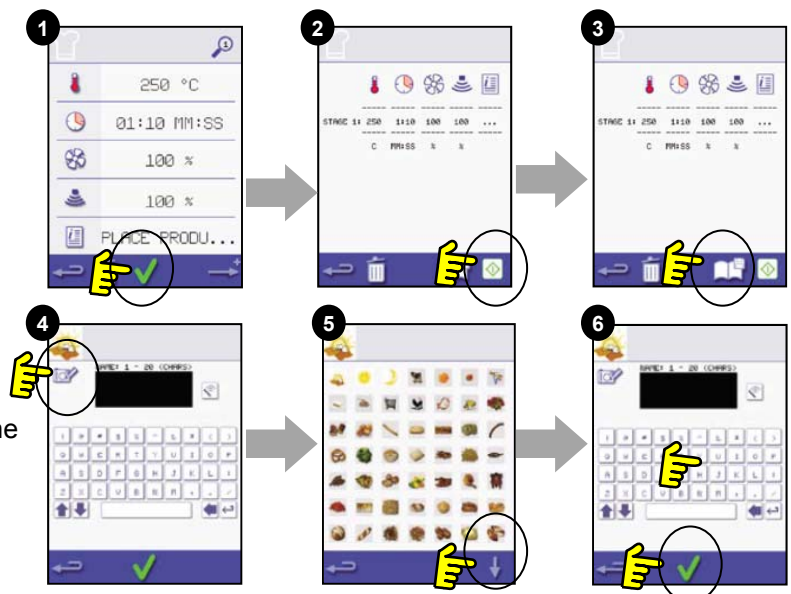 1
1
250 °C
01:10 MM:SS
100 %
100 %
PLACE PRODU...
2
STAGE 1: 250 1:10 100 100 ...
C MM:SS % %
3
STAGE 1: 250 1:10 100 100 ...
C MM:SS % %
4
NAME: 1 - 20 (CHARS)
Q W E R T Y U I O P
A S D F G H J K L
Z X C V B N M , . /
5
6
NAME: 1 - 20 (CHARS)
ne